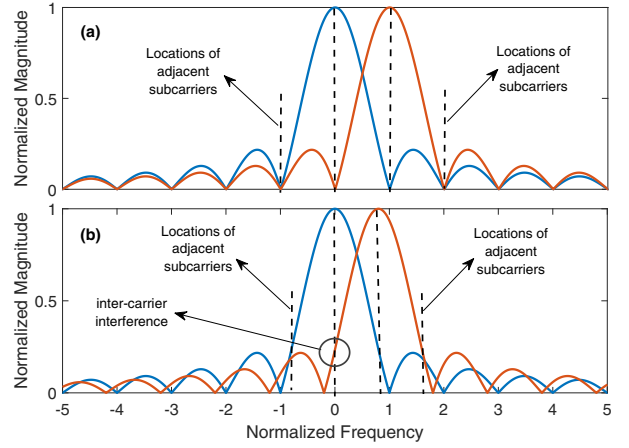 1
(a)
Locations of
adjacent
subcarriers
Locations of
adjacent
subcarriers
0.5
0
Normalized Magnitude
1
(b)
Locations of
adjacent
subcarriers
Locations of
adjacent
subcarriers
inter-carrier
interference
0.5
0
Normalized Magnitude
-5 -4 -3 -2 -1 0 1 2 3 4 5
Normalized Frequency